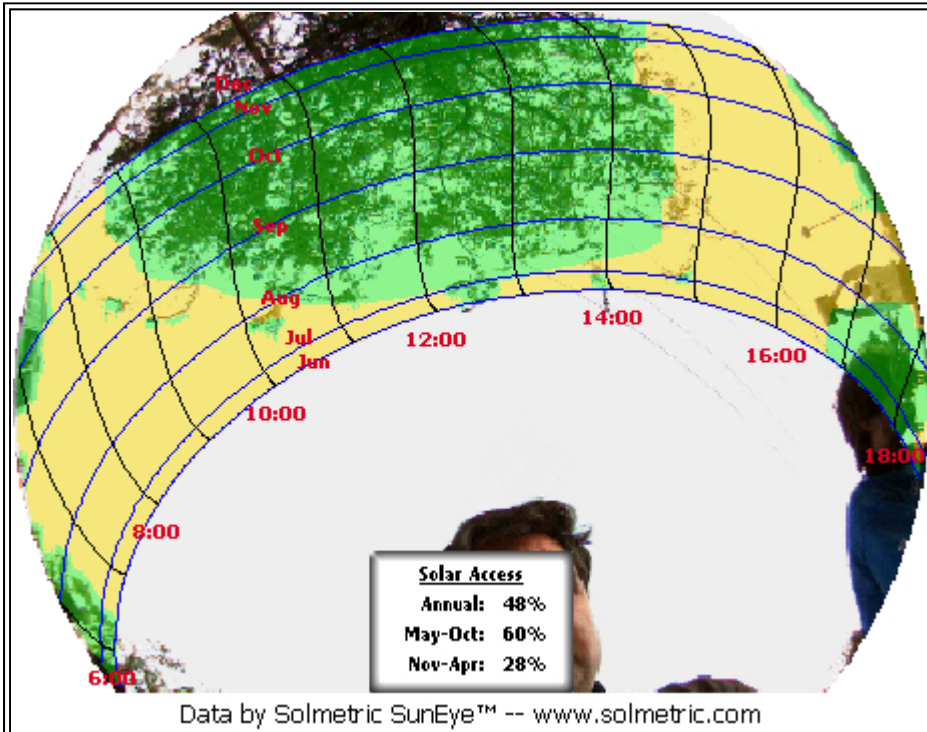 Dec
Nov
Oct
Sep
Aug
Jul
Jun
12:00
14:00
16:00
10:00
18:00
8:00
6:00
Solar Access
Annual: 48%
May-Oct: 60%
Nov-Apr: 28%
Data by Solmetric SunEye™ -- www.solmetric.com